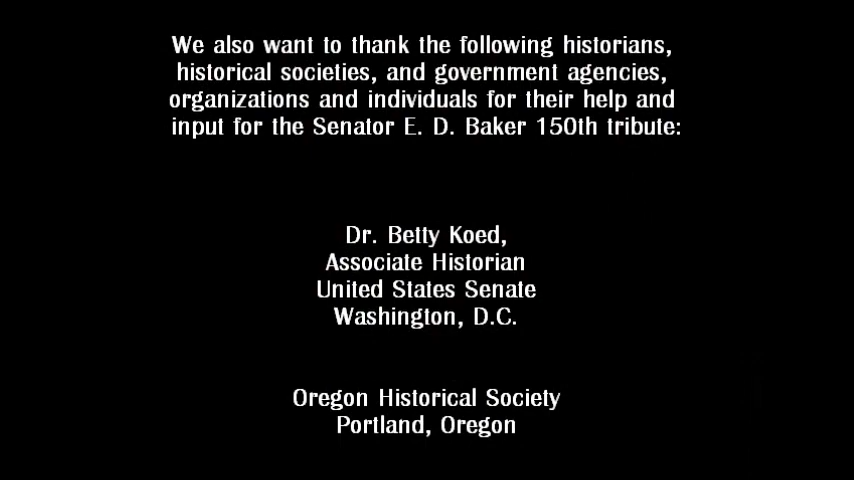 We also want to thank the following historians,
historical societies, and government agencies,
organizations and individuals for their help and
input for the Senator E. D. Baker 150th tribute:
Dr. Betty Koed,
Associate Historian
United States Senate
Washington, D.C.
Oregon Historical Society
Portland, Oregon